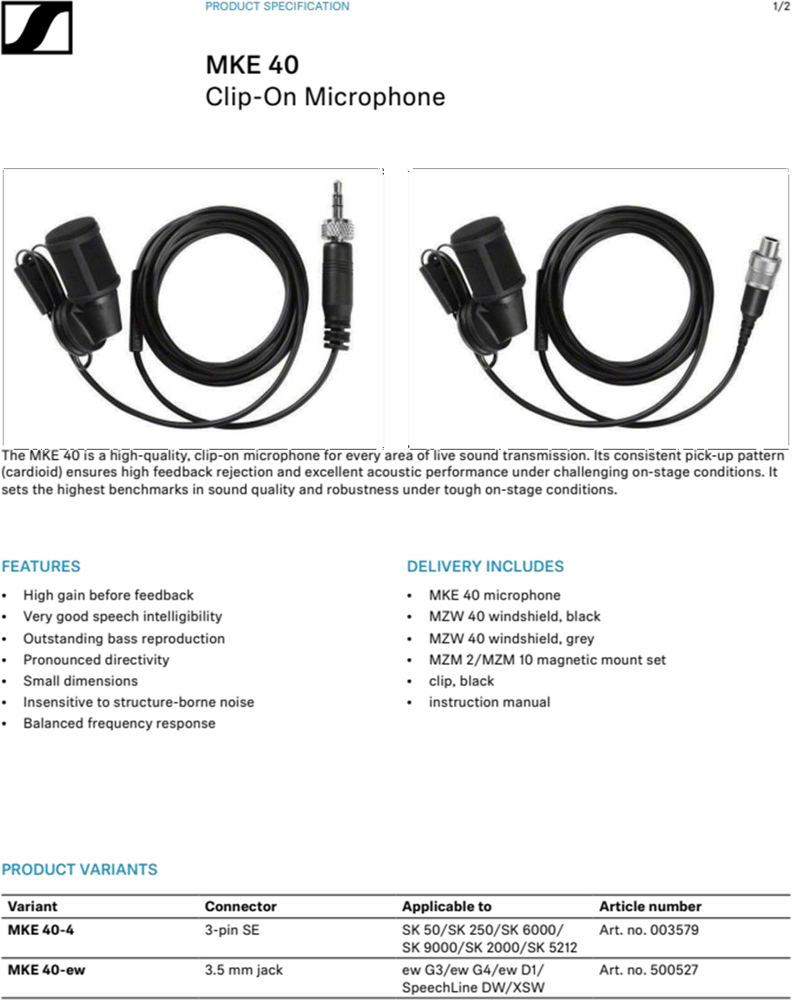 PRODUCT SPECIFICATION
1/2
MKE 40
Clip-On Microphone
The MKE 40 is a high-quality, clip-on microphone for every area of live sound transmission. Its consistent pick-up pattern
(cardioid) ensures high feedback rejection and excellent acoustic performance under challenging on-stage conditions. It
sets the highest benchmarks in sound quality and robustness under tough on-stage conditions.
FEATURES
• High gain before feedback
• Very good speech intelligibility
• Outstanding bass reproduction
• Pronounced directivity
• Small dimensions
• Insensitive to structure-borne noise
• Balanced frequency response
DELIVERY INCLUDES
• MKE 40 microphone
• MZW 40 windshield, black
• MZW 40 windshield, grey
• MZM 2/MZM 10 magnetic mount set
• clip, black
• instruction manual
PRODUCT VARIANTS
Variant Connector Applicable to Article number
MKE 40-4 3-pin SE SK 50/SK 250/SK 6000/ Art. no. 003579
SK 9000/SK 2000/SK 5212
MKE 40-ew 3.5 mm jack ew G3/ew G4/ew D1/ Art. no. 500527
SpeechLine DW/XSW